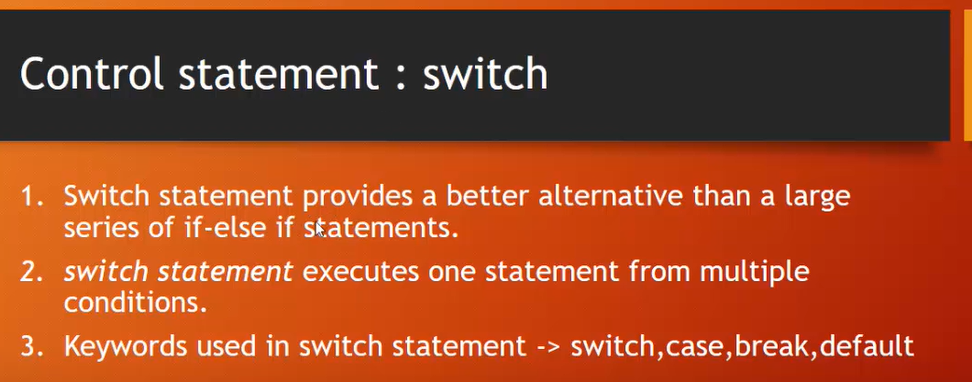 Control statement : switch
1. Switch statement provides a better alternative than a large
series of if-else if statements.
2. switch statement executes one statement from multiple
conditions.
3. Keywords used in switch statement -> switch,case,break,default